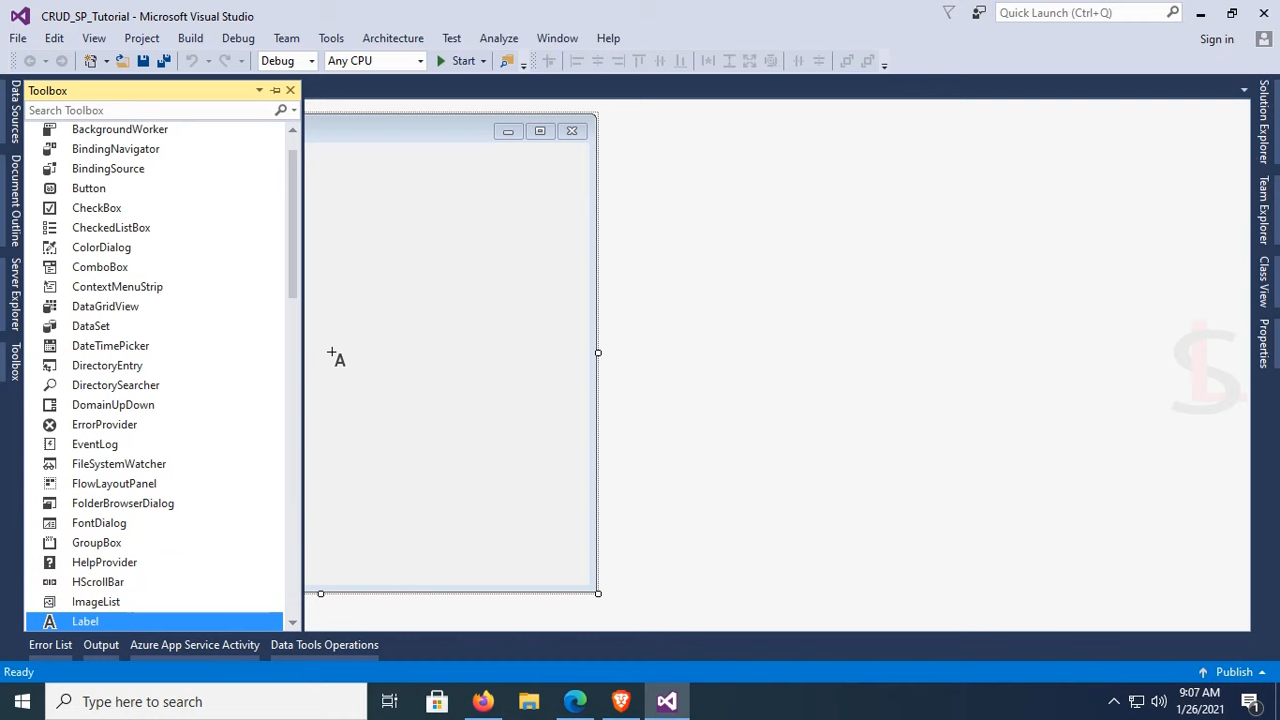 CRUD_SP_Tutorial - Microsoft Visual Studio
Quick Launch (Ctrl+Q)
File Edit View Project Build Debug Team Tools Architecture Test Analyze Window Help
Sign in
Debug
Any CPU
Start
Toolbox
Search Toolbox
BackgroundWorker
BindingNavigator
BindingSource
Button
CheckBox
CheckedListBox
ColorDialog
ComboBox
ContextMenuStrip
DataGridView
DataSet
DateTimePicker
DirectoryEntry
DirectorySearcher
DomainUpDown
ErrorProvider
EventLog
FileSystemWatcher
FlowLayoutPanel
FolderBrowserDialog
FontDialog
GroupBox
HelpProvider
HScrollBar
ImageList
A Label
A
Data Sources
Document Outline
Server Explorer
Toolbox
Solution Explorer
Team Explorer
Class View
Properties
SL
Error List Output Azure App Service Activity Data Tools Operations
Ready
Publish
Type here to search
9:07 AM
1/26/2021
1